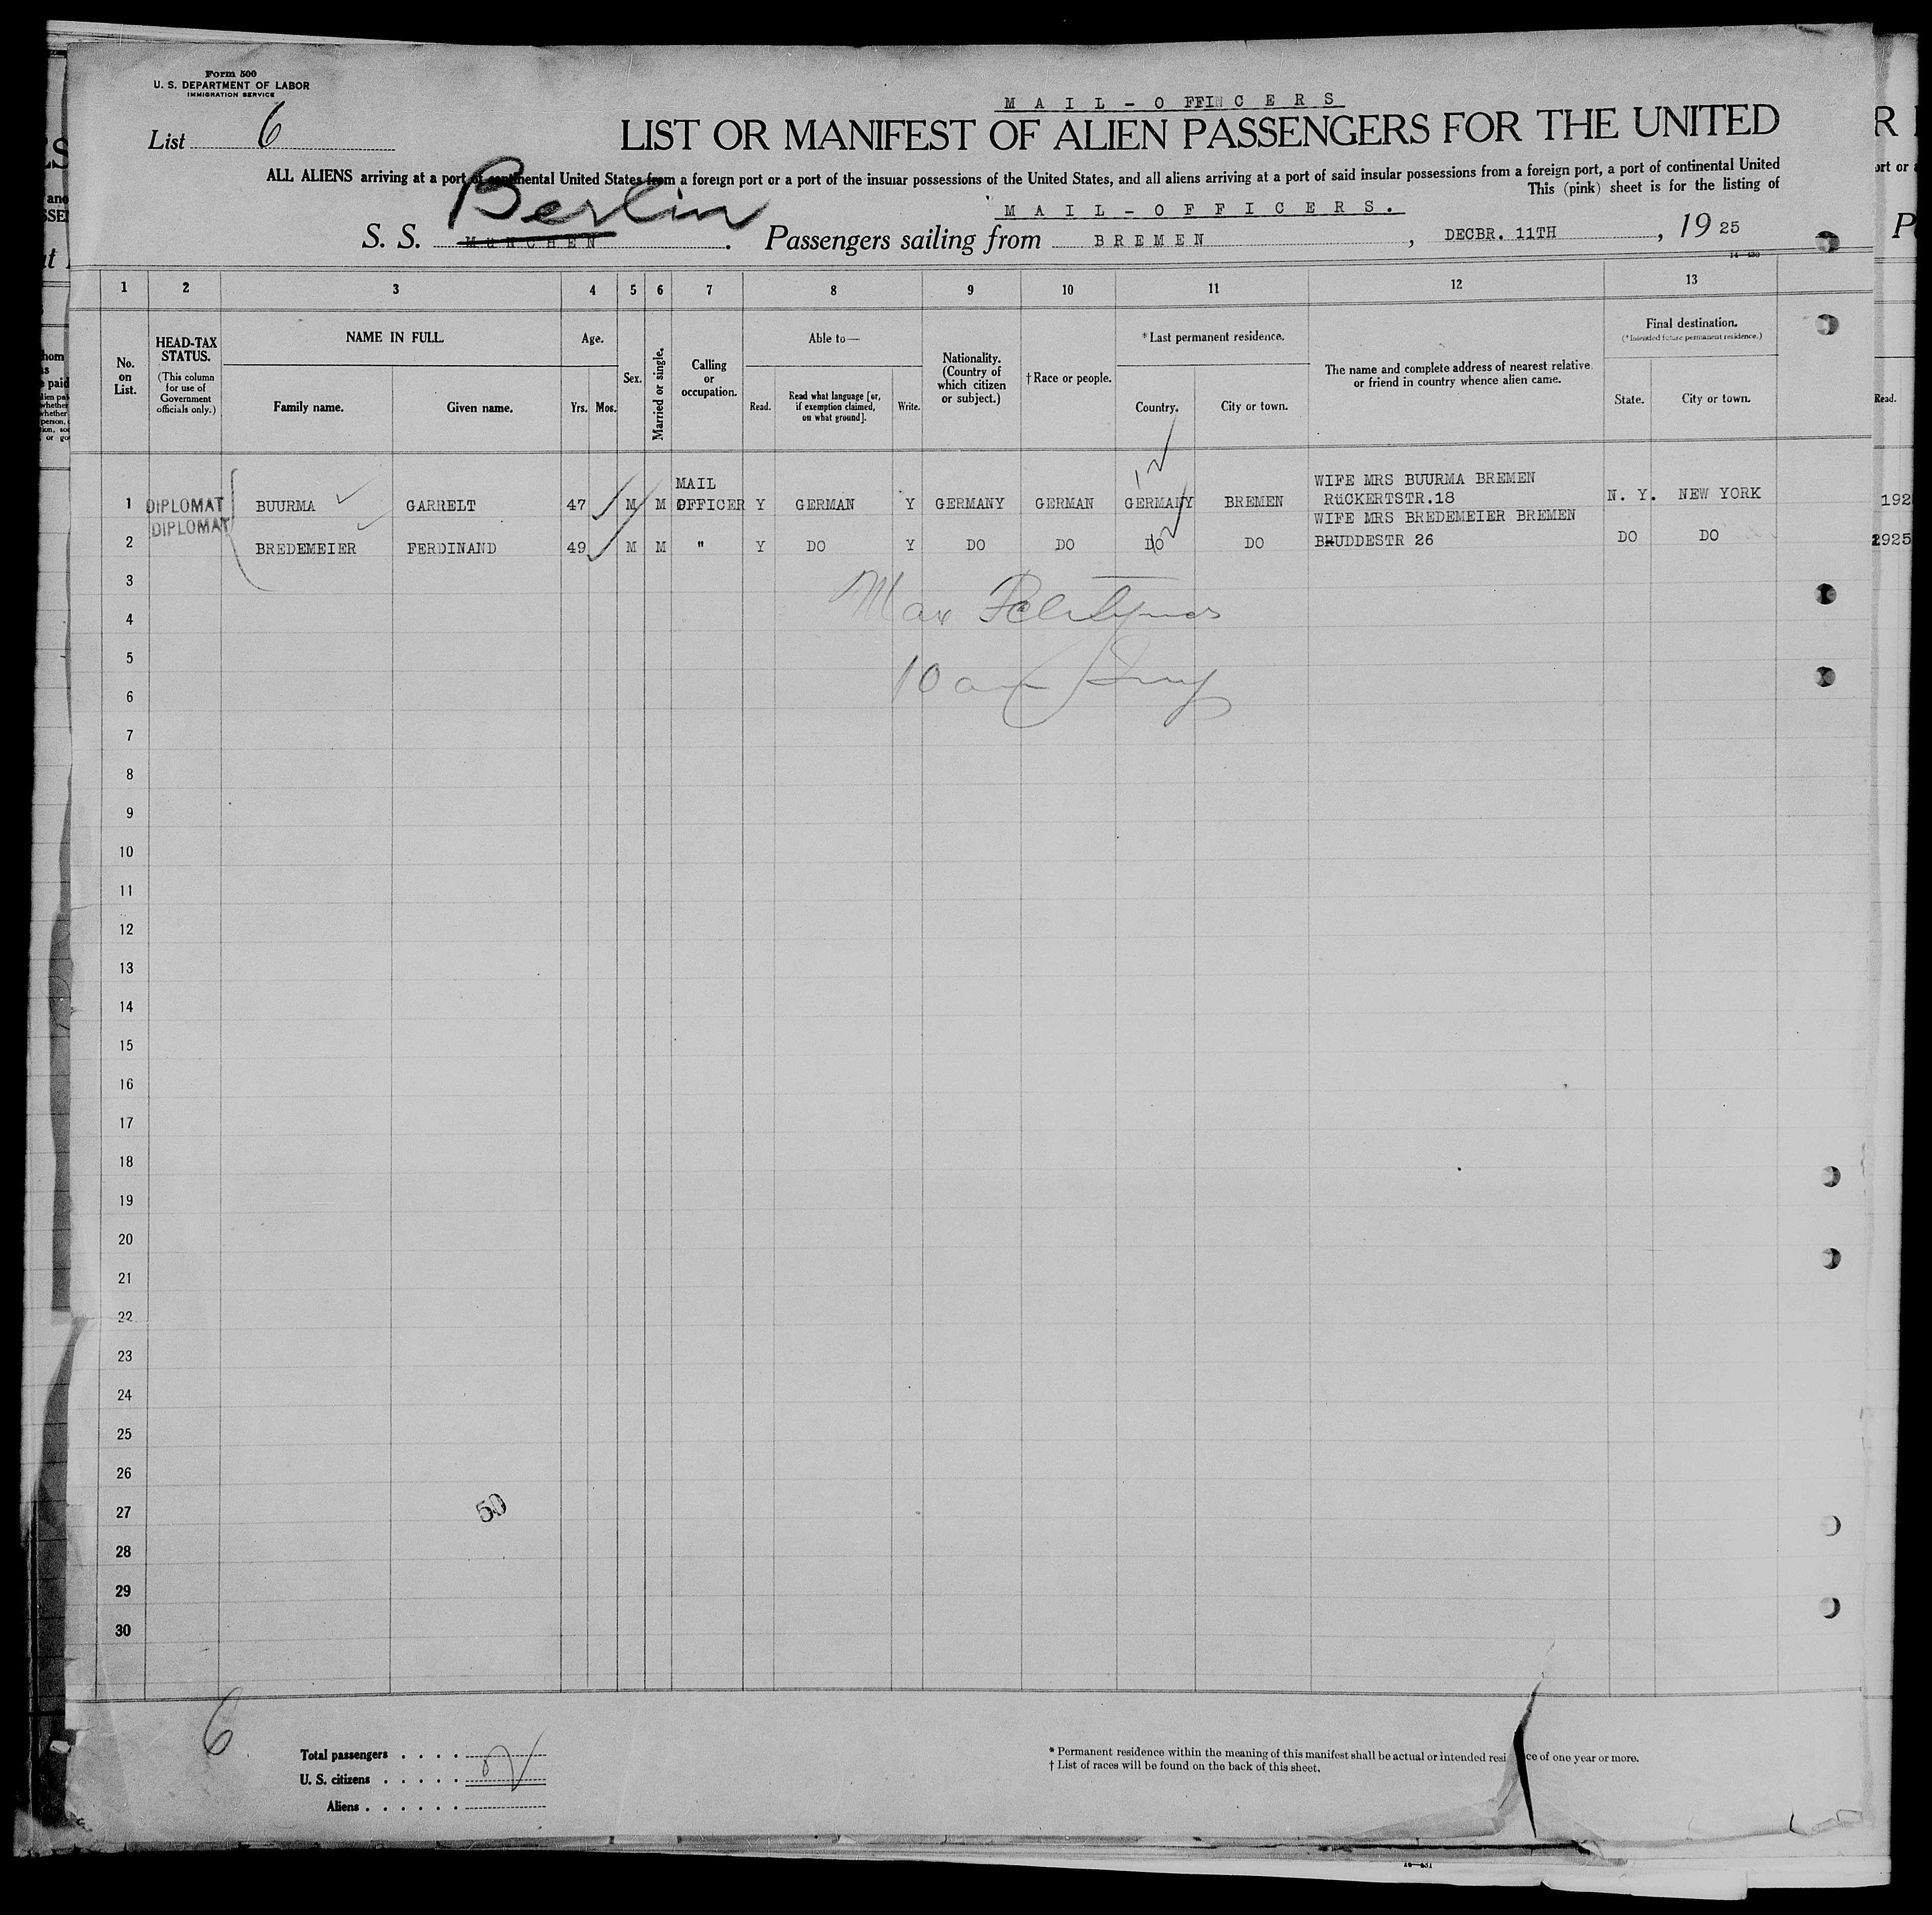 Form 500
U. S. DEPARTMENT OF LABOR
IMMIGRATION SERVICE
List 6
MAIL-OFFICERS
LIST OR MANIFEST OF ALIEN PASSENGERS FOR THE UNITED
ALL ALIENS arriving at a port of continental United States from a foreign port or a port of the insular possessions of the United States, and all aliens arriving at a port of said insular possessions from a foreign port, a port of continental United
This (pink) sheet is for the listing of
MAIL-OFFICERS.
Berlin
S. S. MüNCHEN . Passengers sailing from BREMEN , DECBR. 11TH , 19 25
14—430
1 2 3 4 5 6 7 8 9 10 11 12 13
No. on List.
HEAD-TAX STATUS.
(This column for use of Government officials only.)
NAME IN FULL.
Family name. Given name.
Age.
Yrs. Mos.
Sex.
Married or single.
Calling or occupation.
Able to—
Read. Read what language [or, if exemption claimed, on what ground]. Write.
Nationality. (Country of which citizen or subject.)
†Race or people.
*Last permanent residence.
Country. City or town.
The name and complete address of nearest relative or friend in country whence alien came.
Final destination.
(*Intended future permanent residence.)
State. City or town.
1 DIPLOMAT BUURMA GARRELT 47 M M MAIL OFFICER Y GERMAN Y GERMANY GERMAN GERMANY BREMEN WIFE MRS BUURMA BREMEN RüCKERTSTR.18 N. Y. NEW YORK
2 DIPLOMAT BREDEMEIER FERDINAND 49 M M " Y DO Y DO DO DO DO WIFE MRS BREDEMEIER BREMEN BRUDDESTR 26 DO DO
3
4
Max
5
10 am
6
7
8
9
10
11
12
13
14
15
16
17
18
19
20
21
22
23
24
25
26
27
50
28
29
30
6
Total passengers
U. S. citizens
Aliens
* Permanent residence within the meaning of this manifest shall be actual or intended resi ce of one year or more.
† List of races will be found on the back of this sheet.